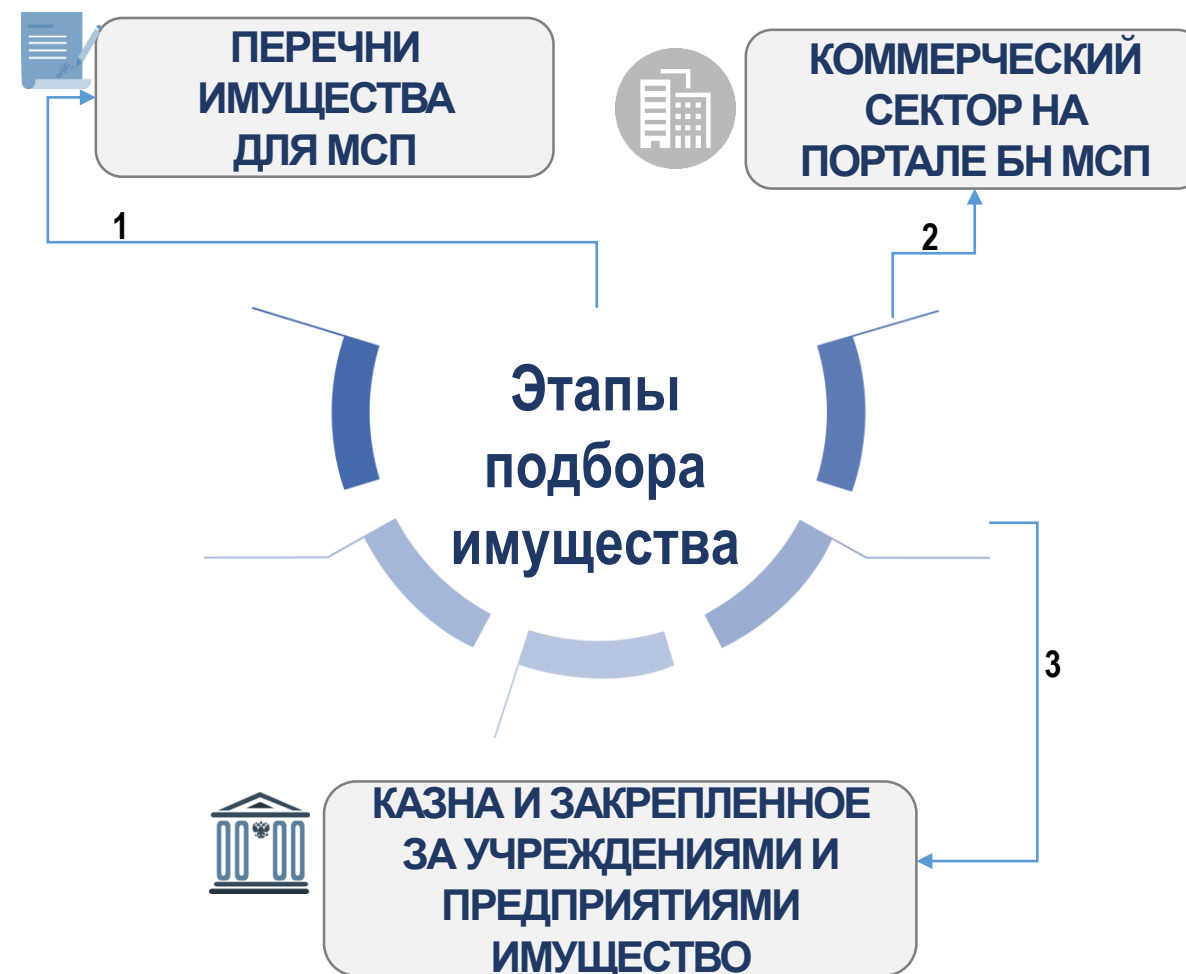 ПЕРЕЧНИ
ИМУЩЕСТВА
ДЛЯ МСП
КОММЕРЧЕСКИЙ
СЕКТОР НА
ПОРТАЛЕ БН МСП
1
2
Этапы
подбора
имущества
3
КАЗНА И ЗАКРЕПЛЕННОЕ
ЗА УЧРЕЖДЕНИЯМИ И
ПРЕДПРИЯТИЯМИ
ИМУЩЕСТВО